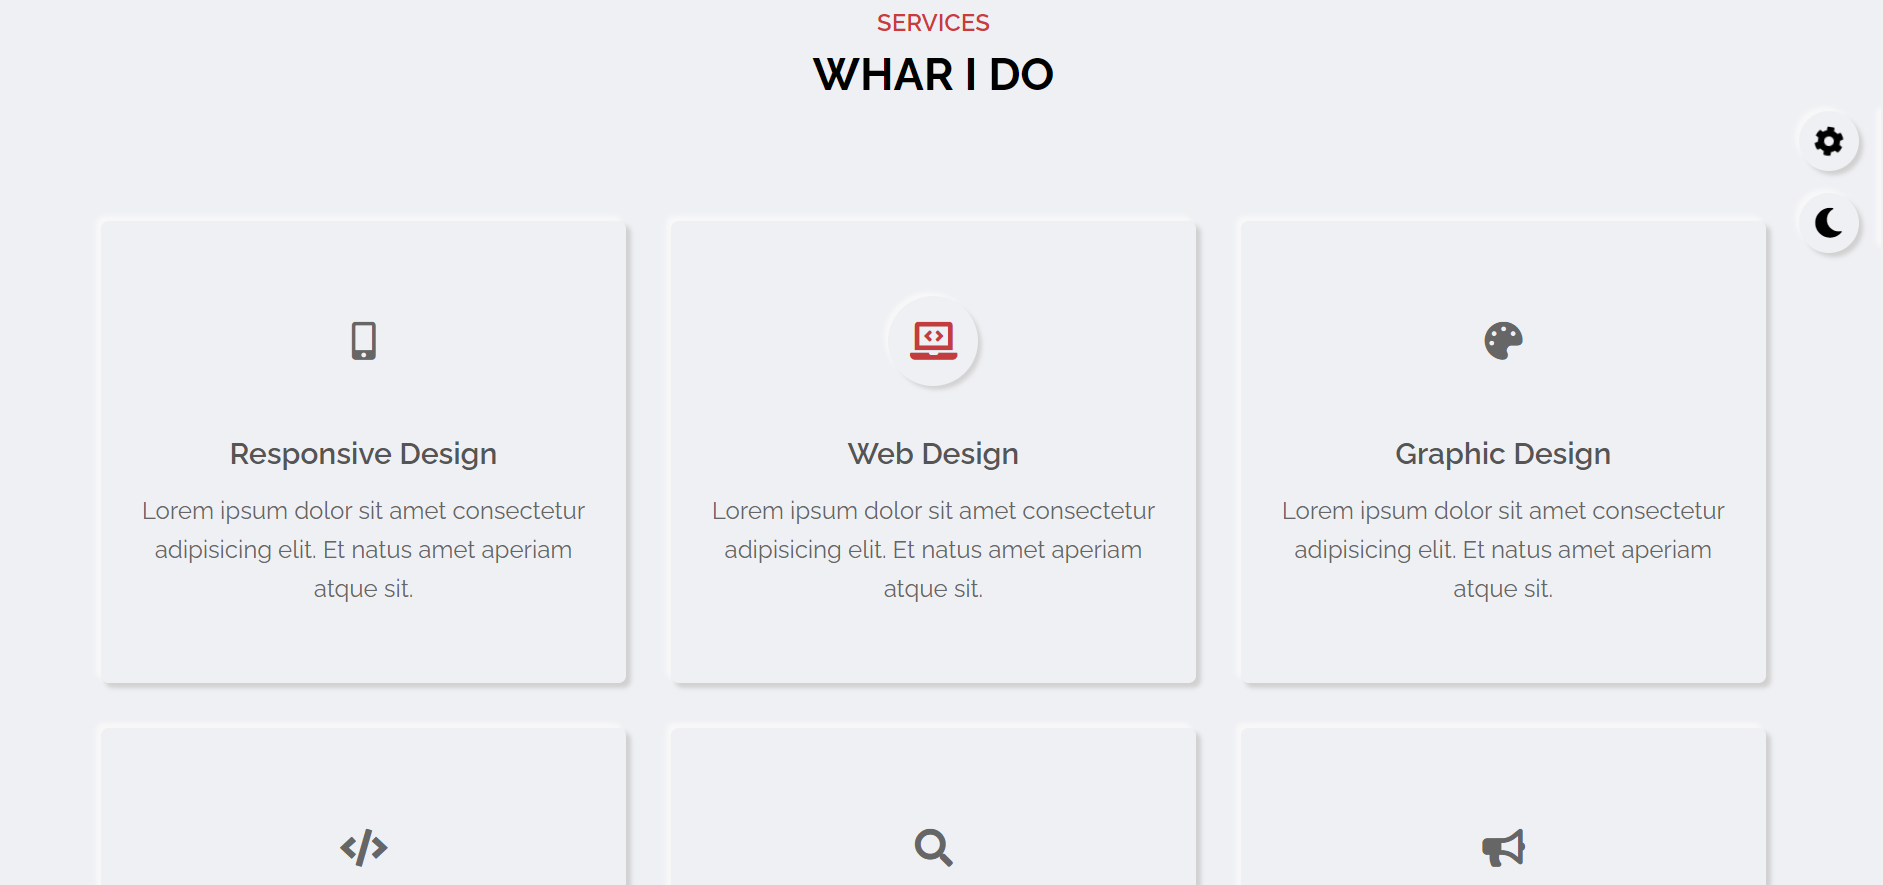 SERVICES
WHAR I DO
Responsive Design
Lorem ipsum dolor sit amet consectetur
adipisicing elit. Et natus amet aperiam
atque sit.
Web Design
Lorem ipsum dolor sit amet consectetur
adipisicing elit. Et natus amet aperiam
atque sit.
Graphic Design
Lorem ipsum dolor sit amet consectetur
adipisicing elit. Et natus amet aperiam
atque sit.